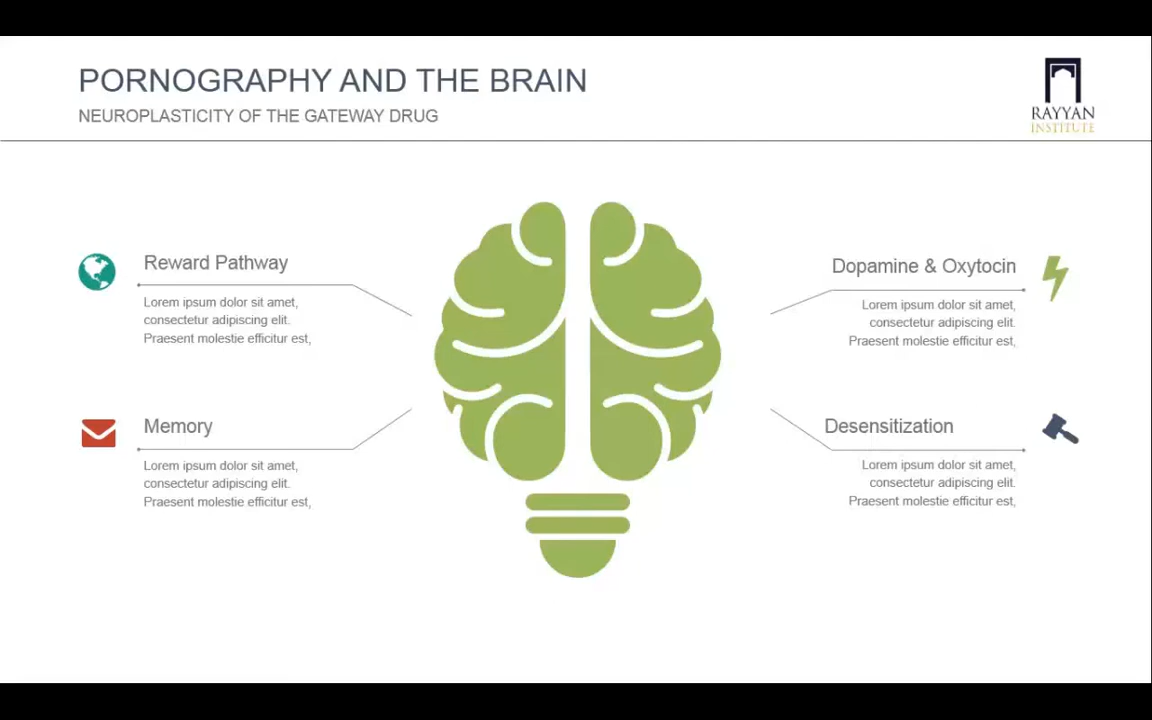 PORNOGRAPHY AND THE BRAIN
NEUROPLASTICITY OF THE GATEWAY DRUG
RAYYAN
INSTITUTE
Reward Pathway
Lorem ipsum dolor sit amet,
consectetur adipiscing elit.
Praesent molestie efficitur est,
Dopamine & Oxytocin
Lorem ipsum dolor sit amet,
consectetur adipiscing elit.
Praesent molestie efficitur est,
Memory
Lorem ipsum dolor sit amet,
consectetur adipiscing elit.
Praesent molestie efficitur est,
Desensitization
Lorem ipsum dolor sit amet,
consectetur adipiscing elit.
Praesent molestie efficitur est,